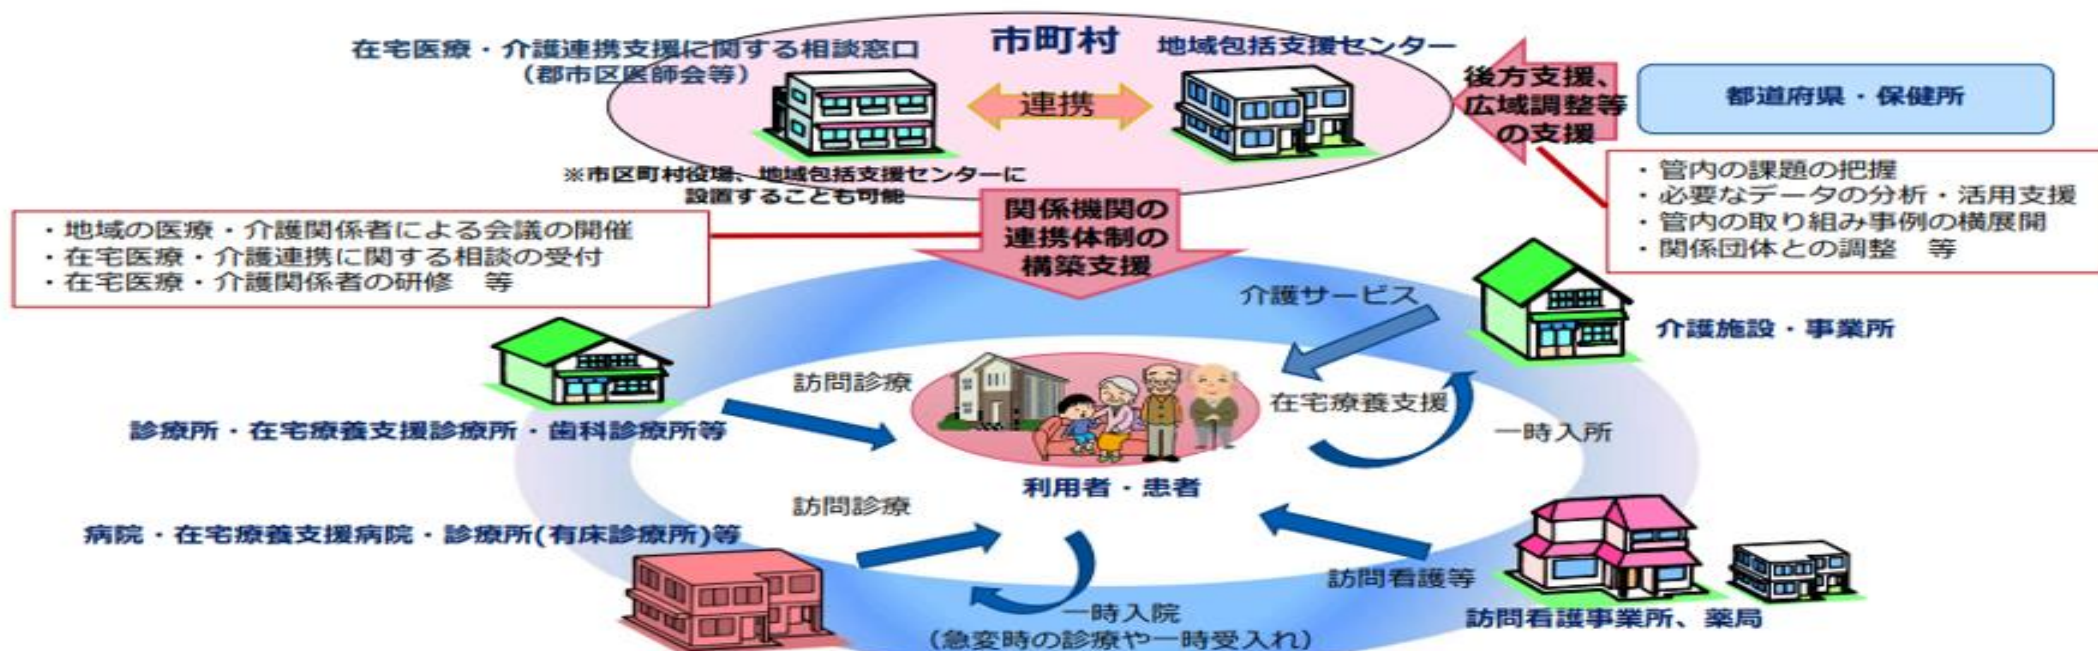 市町村
在宅医療・介護連携支援に関する相談窓口
（郡市区医師会等）
地域包括支援センター
連携
※市区町村役場、地域包括支援センターに
設置することも可能
後方支援、
広域調整等
の支援
都道府県・保健所
・管内の課題の把握
・必要なデータの分析・活用支援
・管内の取り組み事例の横展開
・関係団体との調整　等
関係機関の
連携体制の
構築支援
・地域の医療・介護関係者による会議の開催
・在宅医療・介護連携に関する相談の受付
・在宅医療・介護関係者の研修　等
介護サービス
介護施設・事業所
訪問診療
在宅療養支援
一時入所
診療所・在宅療養支援診療所・歯科診療所等
利用者・患者
訪問診療
病院・在宅療養支援病院・診療所(有床診療所)等
訪問看護等
一時入院
（急変時の診療や一時受入れ）
訪問看護事業所、薬局